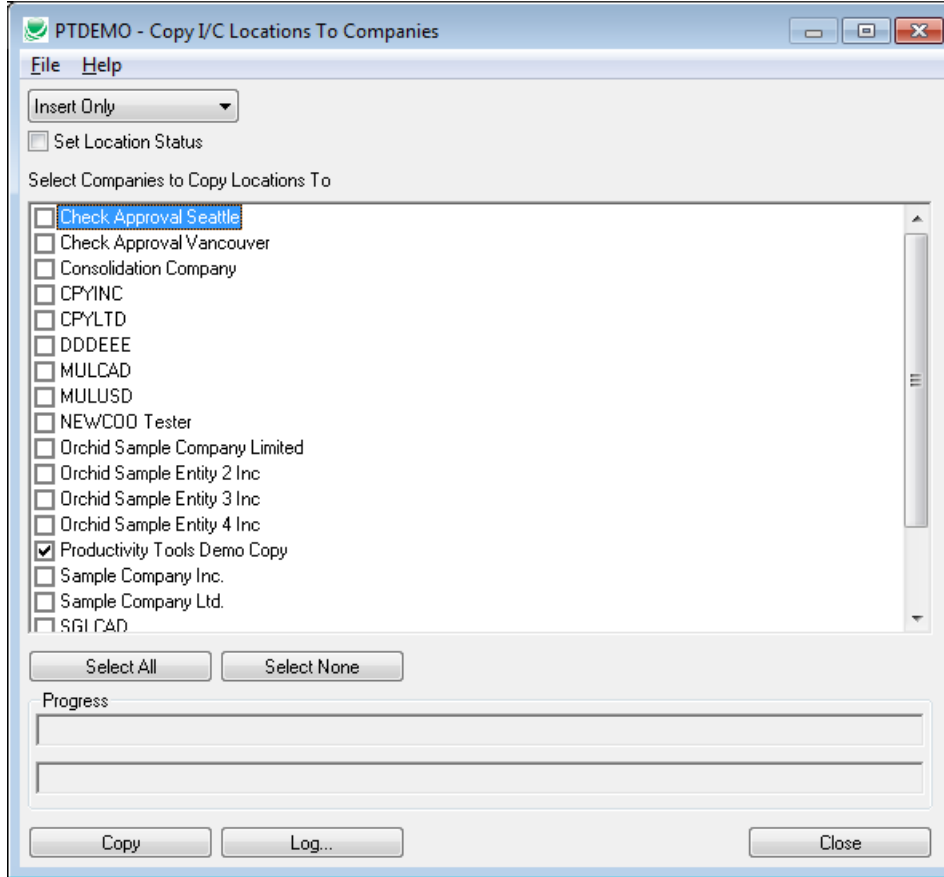 PTDEMO - Copy I/C Locations To Companies
File Help
Insert Only
Set Location Status
Select Companies to Copy Locations To
Check Approval Seattle
Check Approval Vancouver
Consolidation Company
CPYINC
CPYLTD
DDDEEE
MULCAD
MULUSD
NEWCOO Tester
Orchid Sample Company Limited
Orchid Sample Entity 2 Inc
Orchid Sample Entity 3 Inc
Orchid Sample Entity 4 Inc
Productivity Tools Demo Copy
Sample Company Inc.
Sample Company Ltd.
SGLCAD
Select All Select None
Progress
Copy Log... Close